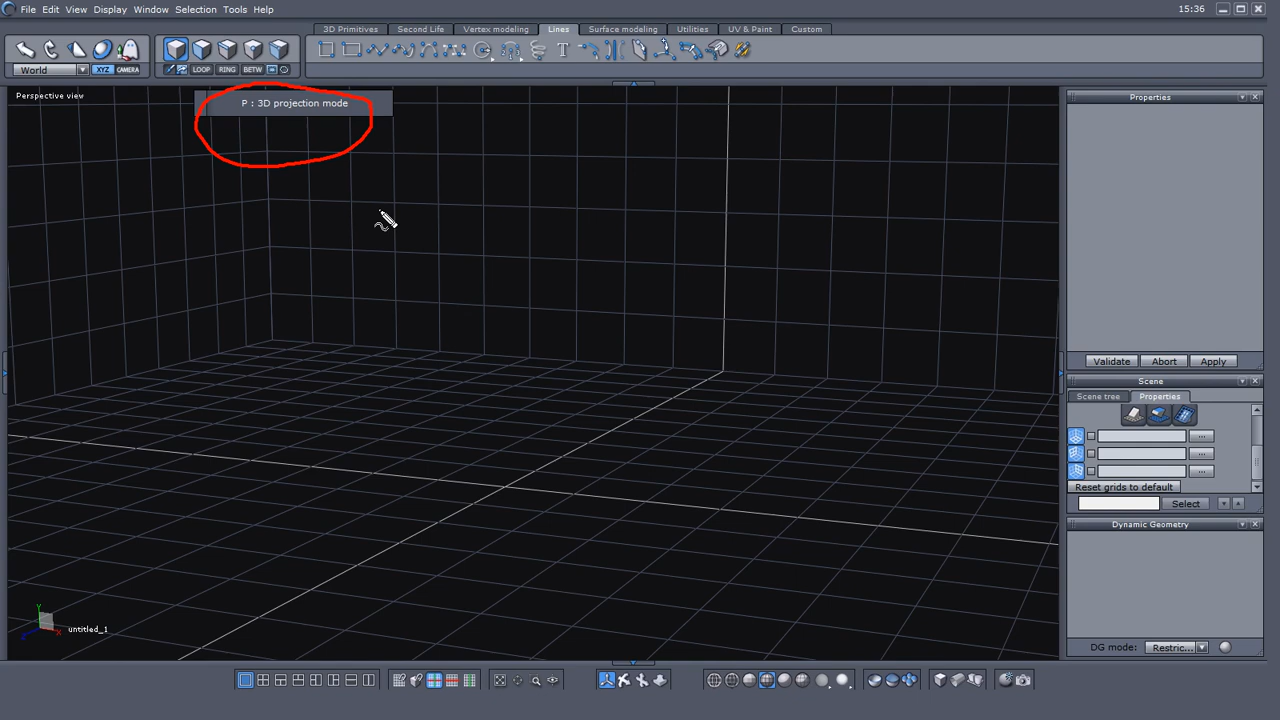 File Edit Display Window Selection Tools Help
15:36
3D Primitives Second Life Vertex modeling Lines Surface modeling Utilities UV & Paint Custom
World XYZ CAMERA LOOP RING BETW
Perspective view
P : 3D projection mode
Properties
Validate Abort Apply
Scene
Scene tree Properties
...
...
...
Reset grids to default
Select
Dynamic Geometry
DG mode: Restric...
Y
Z X
untitled_1